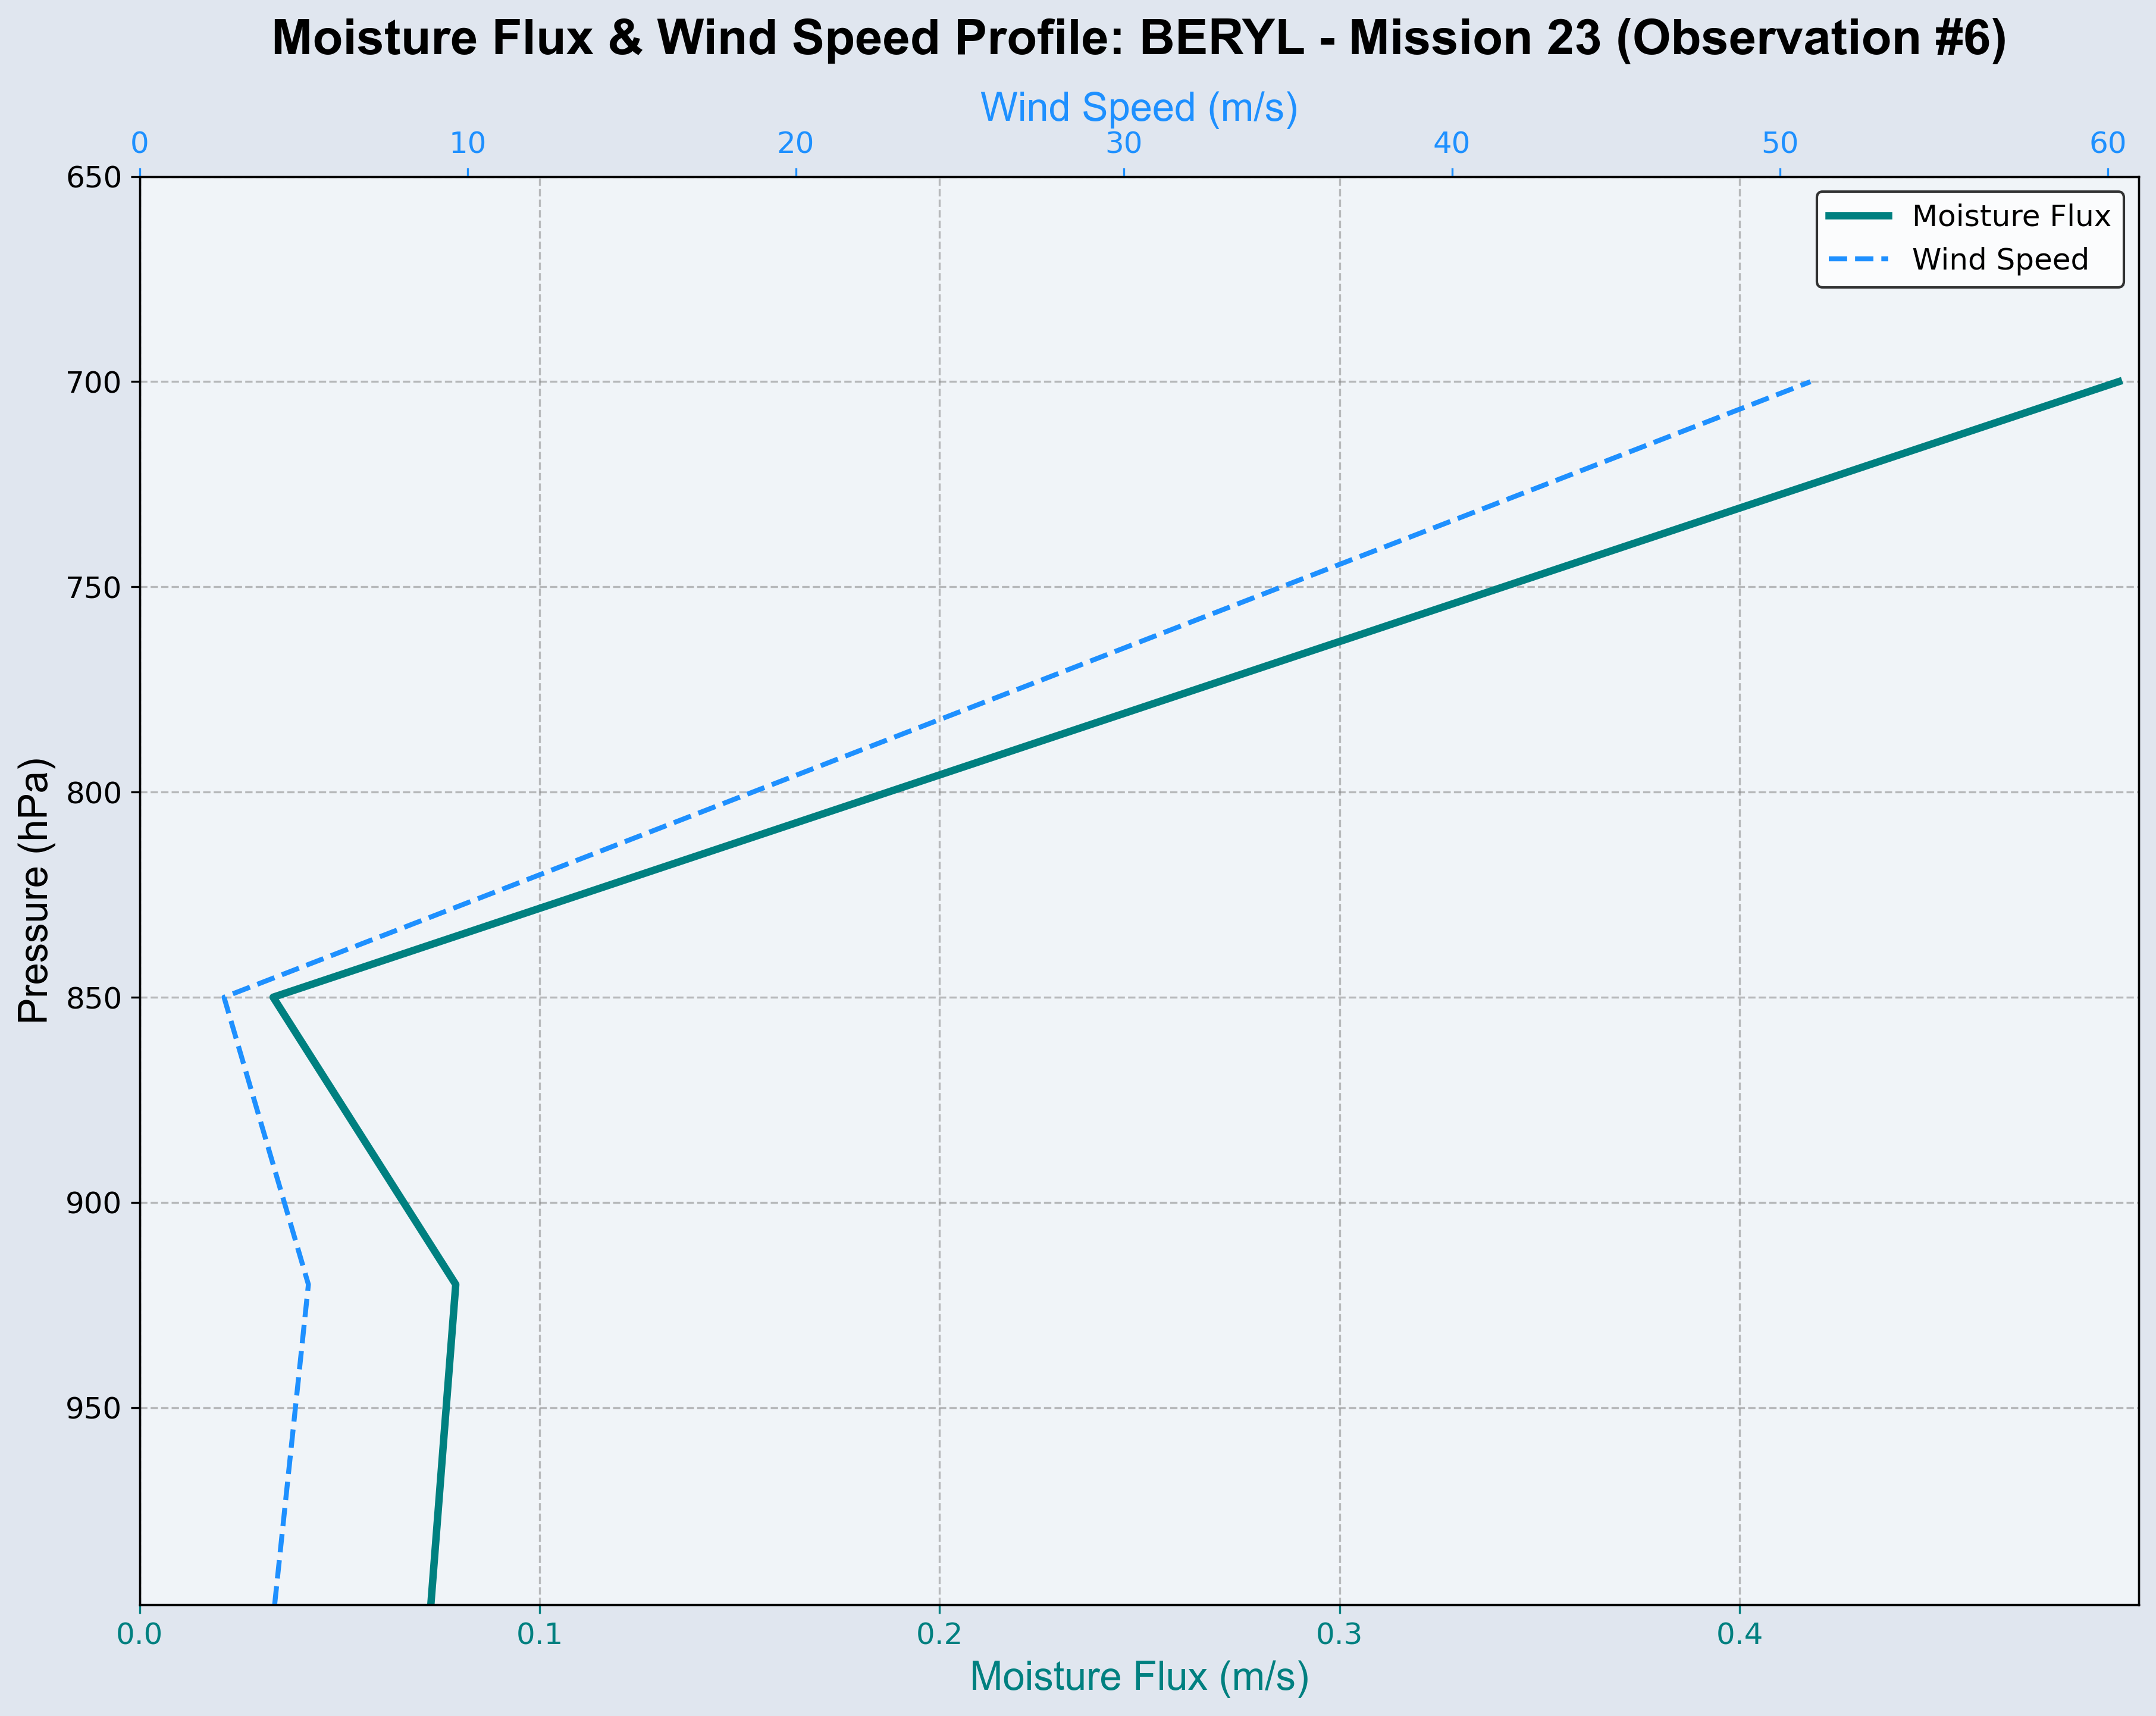 Moisture Flux & Wind Speed Profile: BERYL - Mission 23 (Observation #6)
Wind Speed (m/s)
0 10 20 30 40 50 60
Moisture Flux
Wind Speed
Pressure (hPa)
650
700
750
800
850
900
950
0.0 0.1 0.2 0.3 0.4
Moisture Flux (m/s)